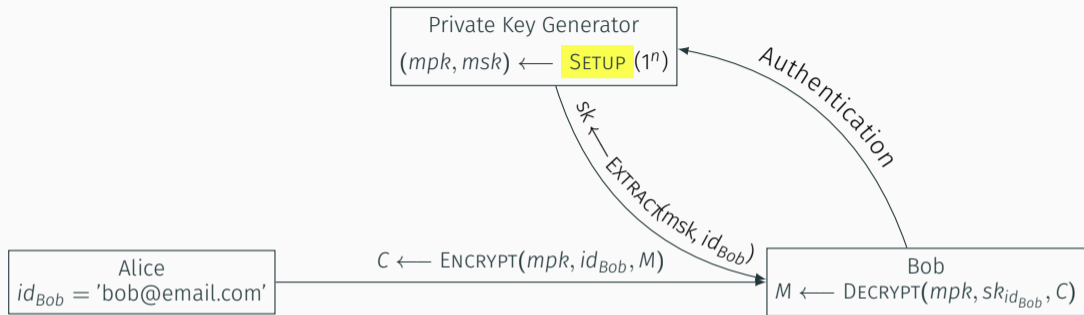 Private Key Generator
(mpk, msk) ⟵ SETUP (1ⁿ)
Authentication
sk ⟵ EXTRACT(msk, id_Bob)
Alice
id_Bob = 'bob@email.com'
C ⟵ ENCRYPT(mpk, id_Bob, M)
Bob
M ⟵ DECRYPT(mpk, sk_id_Bob, C)